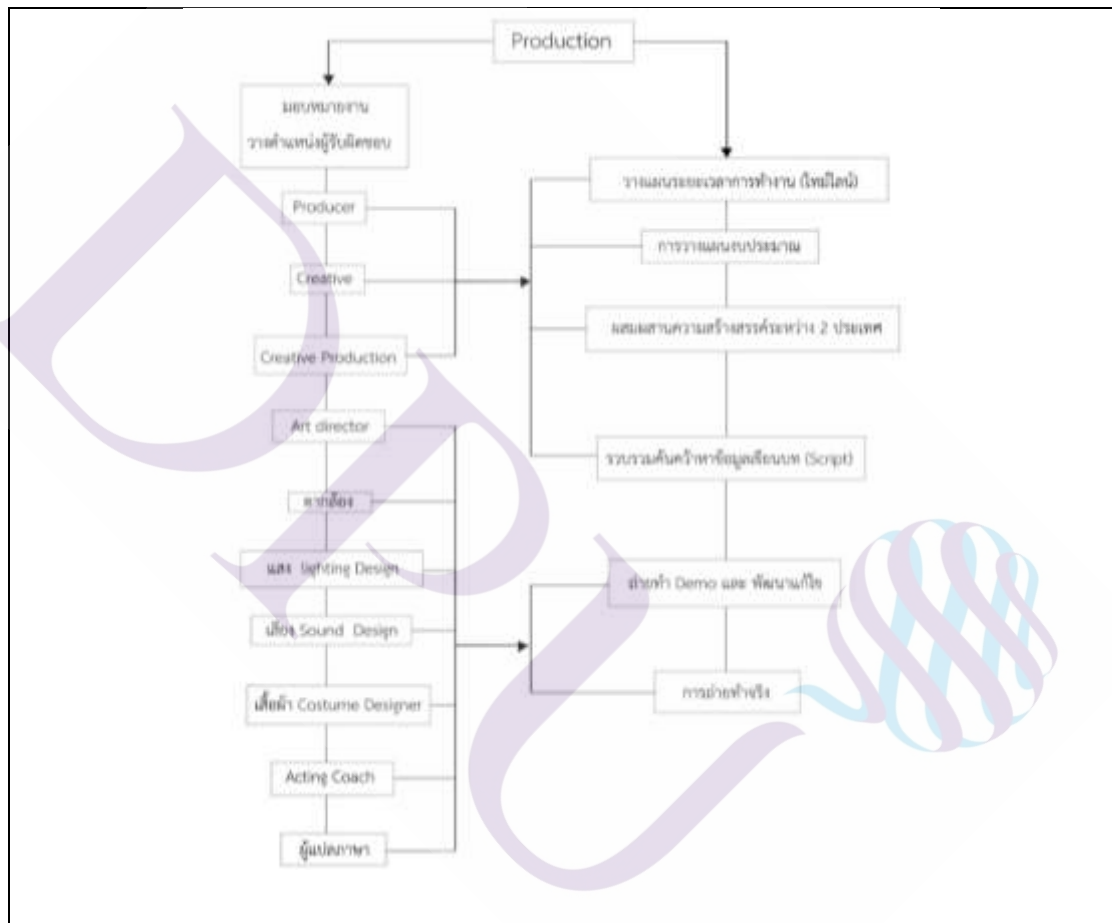 Production
มอบหมายงาน
วางตำแหน่งผู้รับผิดชอบ
Producer
Creative
Creative Production
Art director
ตากล้อง
แสง lighting Design
เสียง Sound Design
เสื้อผ้า Costume Designer
Acting Coach
ผู้แปลภาษา
วางแผนระยะเวลาการทำงาน (ไทม์ไลน์)
การวางแผนงบประมาณ
ผสมผสานความสร้างสรรค์ระหว่าง 2 ประเทศ
รวบรวมค้นคว้าหาข้อมูลเขียนบท (Script)
ถ่ายทำ Demo และ พัฒนาแก้ไข
การถ่ายทำจริง
DPU